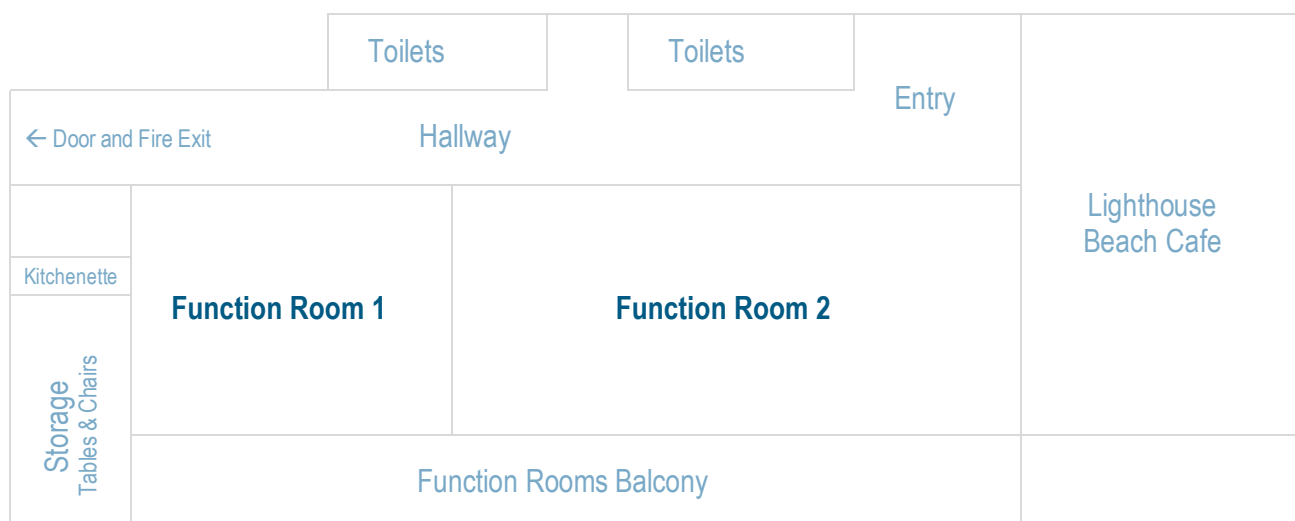 Toilets
Toilets
Entry
← Door and Fire Exit
Hallway
Lighthouse
Beach Cafe
Kitchenette
Function Room 1
Function Room 2
Storage
Tables & Chairs
Function Rooms Balcony